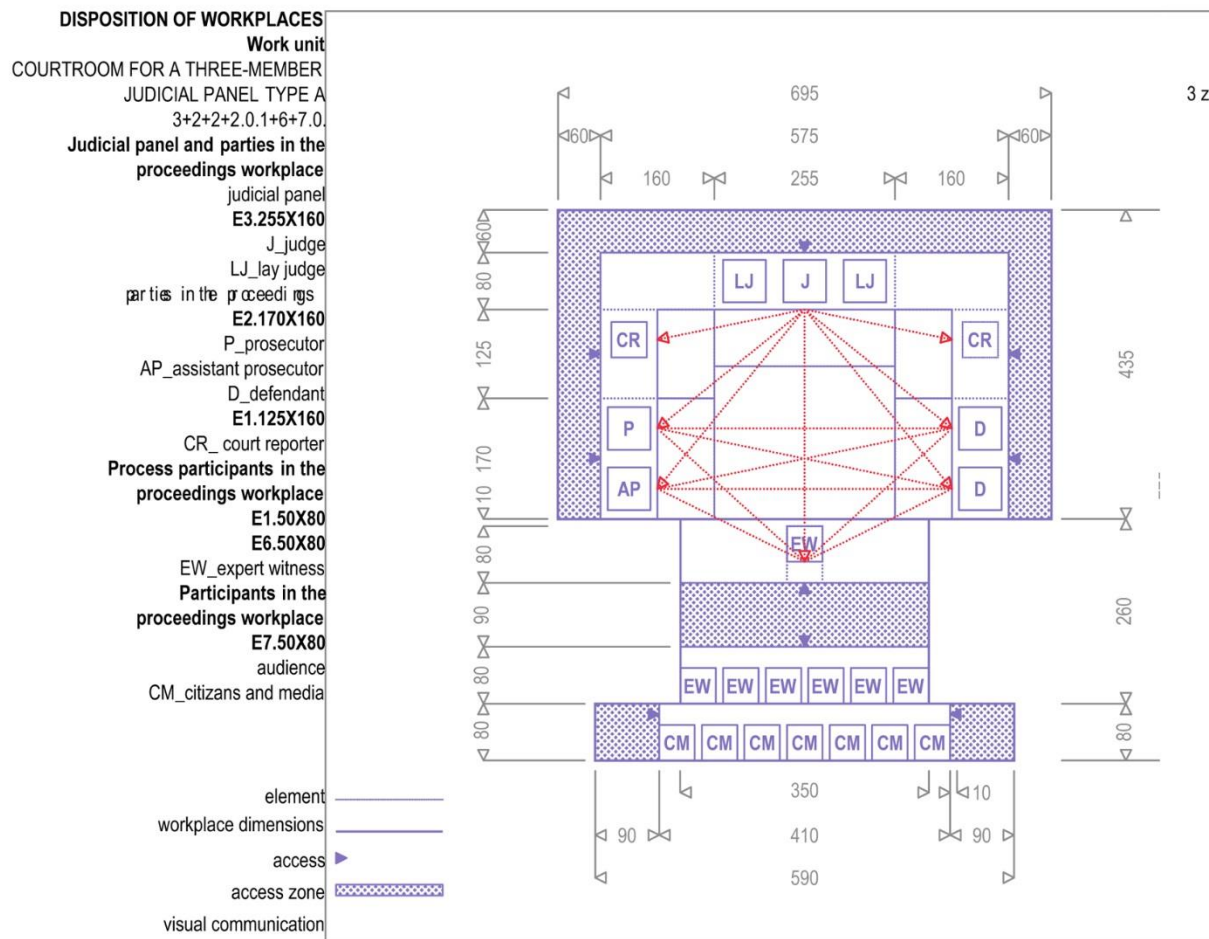 DISPOSITION OF WORKPLACES
Work unit
COURTROOM FOR A THREE-MEMBER
JUDICIAL PANEL TYPE A
3+2+2+2.0.1+6+7.0.
Judicial panel and parties in the
proceedings workplace
judicial panel
E3.255X160
J_judge
LJ_lay judge
parties in the proceedings
E2.170X160
P_prosecutor
AP_assistant prosecutor
D_defendant
E1.125X160
CR_ court reporter
Process participants in the
proceedings workplace
E1.50X80
E6.50X80
EW_expert witness
Participants in the
proceedings workplace
E7.50X80
audience
CM_citizans and media
element
workplace dimensions
access
access zone
visual communication
3 z
695
60 575 60
160 255 160
60
80
125
170
10
80
90
80
80
435
260
80
LJ J LJ
CR CR
P D
AP D
EW
EW EW EW EW EW EW
CM CM CM CM CM CM CM
350 10
90 410 90
590